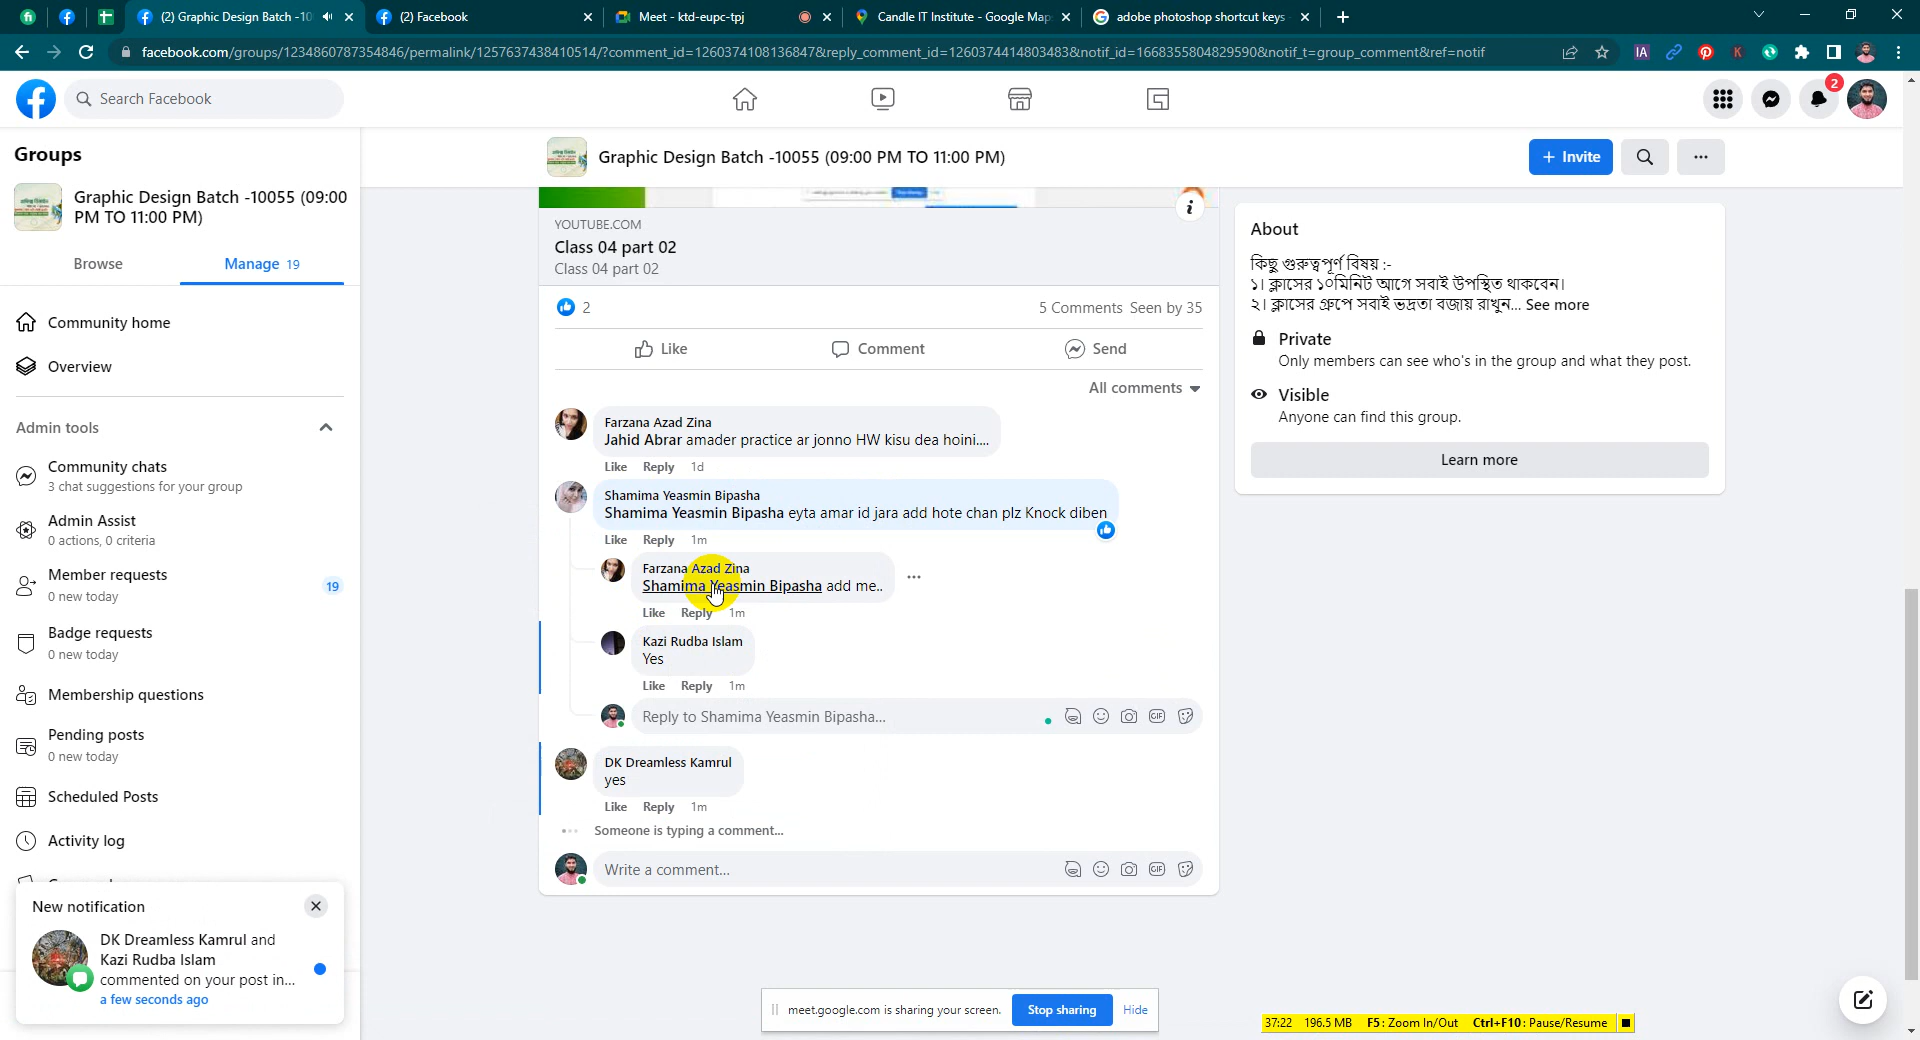 (2) Graphic Design Batch -10
(2) Facebook
Meet - ktd-eupc-tpj
Candle IT Institute - Google Map
adobe photoshop shortcut keys
facebook.com/groups/1234860787354846/permalink/1257637438410514/?comment_id=1260374108136847&reply_comment_id=1260374414803483&notif_id=1668355804829590&notif_t=group_comment&ref=notif
Search Facebook
2
Groups
Graphic Design Batch -10055 (09:00
PM TO 11:00 PM)
Browse
Manage 19
Community home
Overview
Admin tools
Community chats
3 chat suggestions for your group
Admin Assist
0 actions, 0 criteria
Member requests
0 new today
19
Badge requests
0 new today
Membership questions
Pending posts
0 new today
Scheduled Posts
Activity log
New notification
DK Dreamless Kamrul and
Kazi Rudba Islam
commented on your post in...
a few seconds ago
Graphic Design Batch -10055 (09:00 PM TO 11:00 PM)
+ Invite
YOUTUBE.COM
Class 04 part 02
Class 04 part 02
2
5 Comments Seen by 35
Like
Comment
Send
All comments
Farzana Azad Zina
Jahid Abrar amader practice ar jonno HW kisu dea hoini....
Like Reply 1d
Shamima Yeasmin Bipasha
Shamima Yeasmin Bipasha eyta amar id jara add hote chan plz Knock diben
Like Reply 1m
Farzana Azad Zina
Shamima Yeasmin Bipasha add me..
Like Reply 1m
Kazi Rudba Islam
Yes
Like Reply 1m
Reply to Shamima Yeasmin Bipasha...
DK Dreamless Kamrul
yes
Like Reply 1m
Someone is typing a comment...
Write a comment...
About
কিছু গুরুত্বপূর্ণ বিষয় :-
১। ক্লাসের ১০মিনিট আগে সবাই উপস্থিত থাকবেন।
২। ক্লাসের গ্রুপে সবাই ভদ্রতা বজায় রাখুন... See more
Private
Only members can see who's in the group and what they post.
Visible
Anyone can find this group.
Learn more
meet.google.com is sharing your screen.
Stop sharing
Hide
37:22 196.5 MB F5: Zoom In/Out Ctrl+F10: Pause/Resume